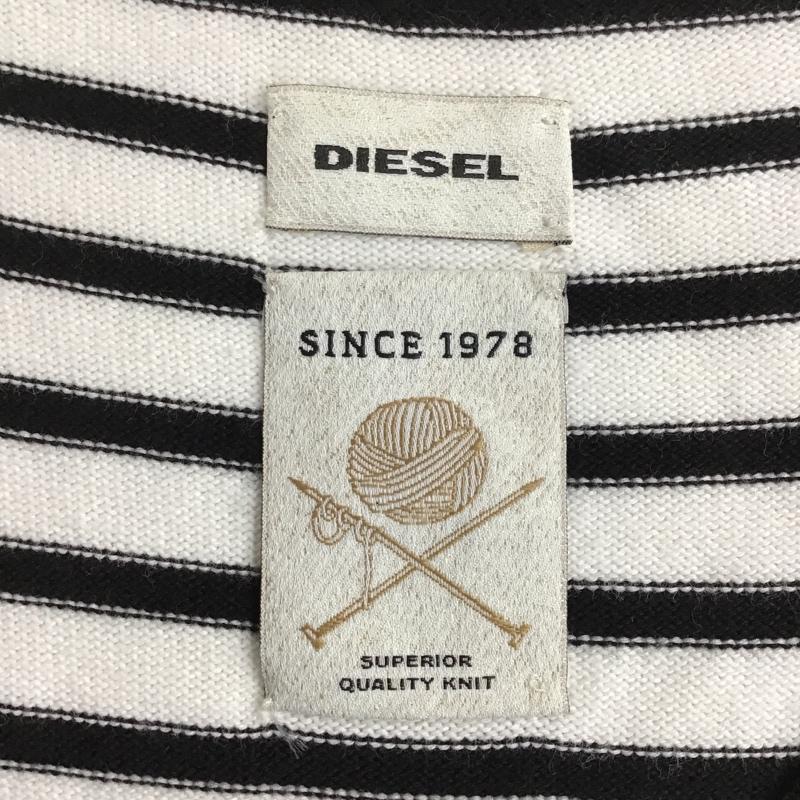 DIESEL
SINCE 1978
SUPERIOR
QUALITY KNIT